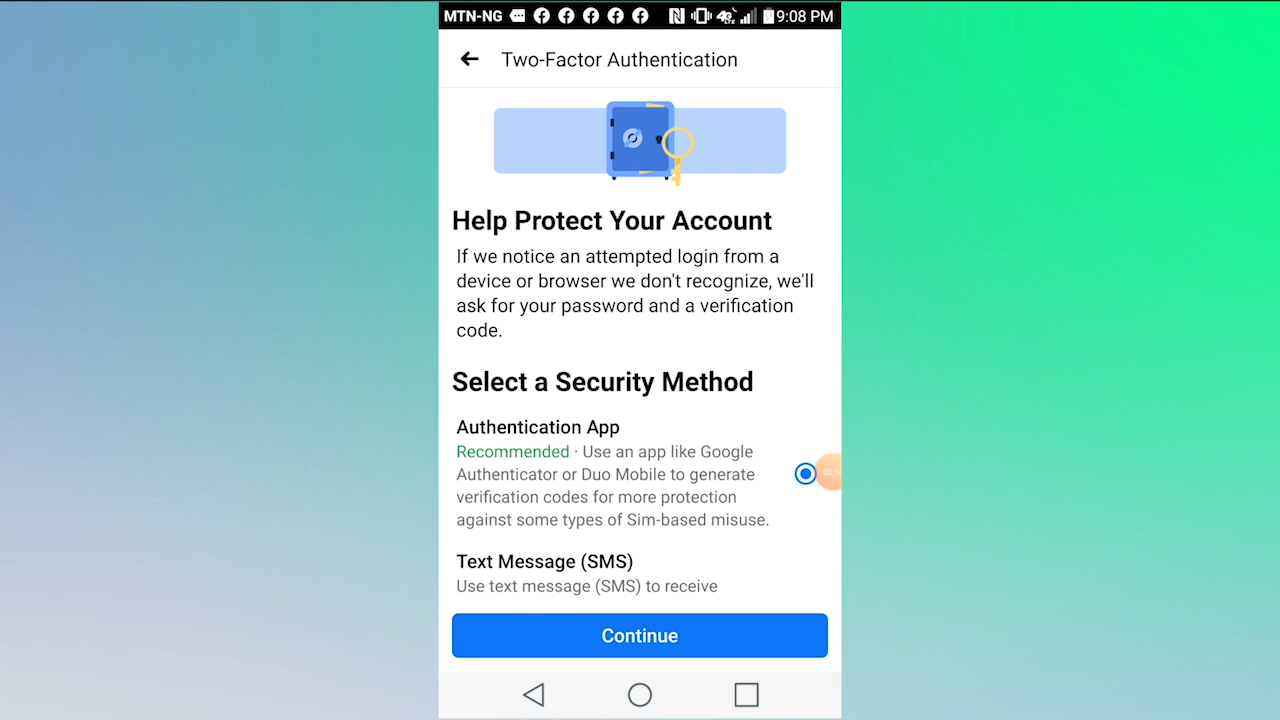 MTN-NG 9:08 PM
Two-Factor Authentication
Help Protect Your Account
If we notice an attempted login from a
device or browser we don't recognize, we'll
ask for your password and a verification
code.
Select a Security Method
Authentication App
Recommended · Use an app like Google
Authenticator or Duo Mobile to generate
verification codes for more protection
against some types of Sim-based misuse.
Text Message (SMS)
Use text message (SMS) to receive
Continue